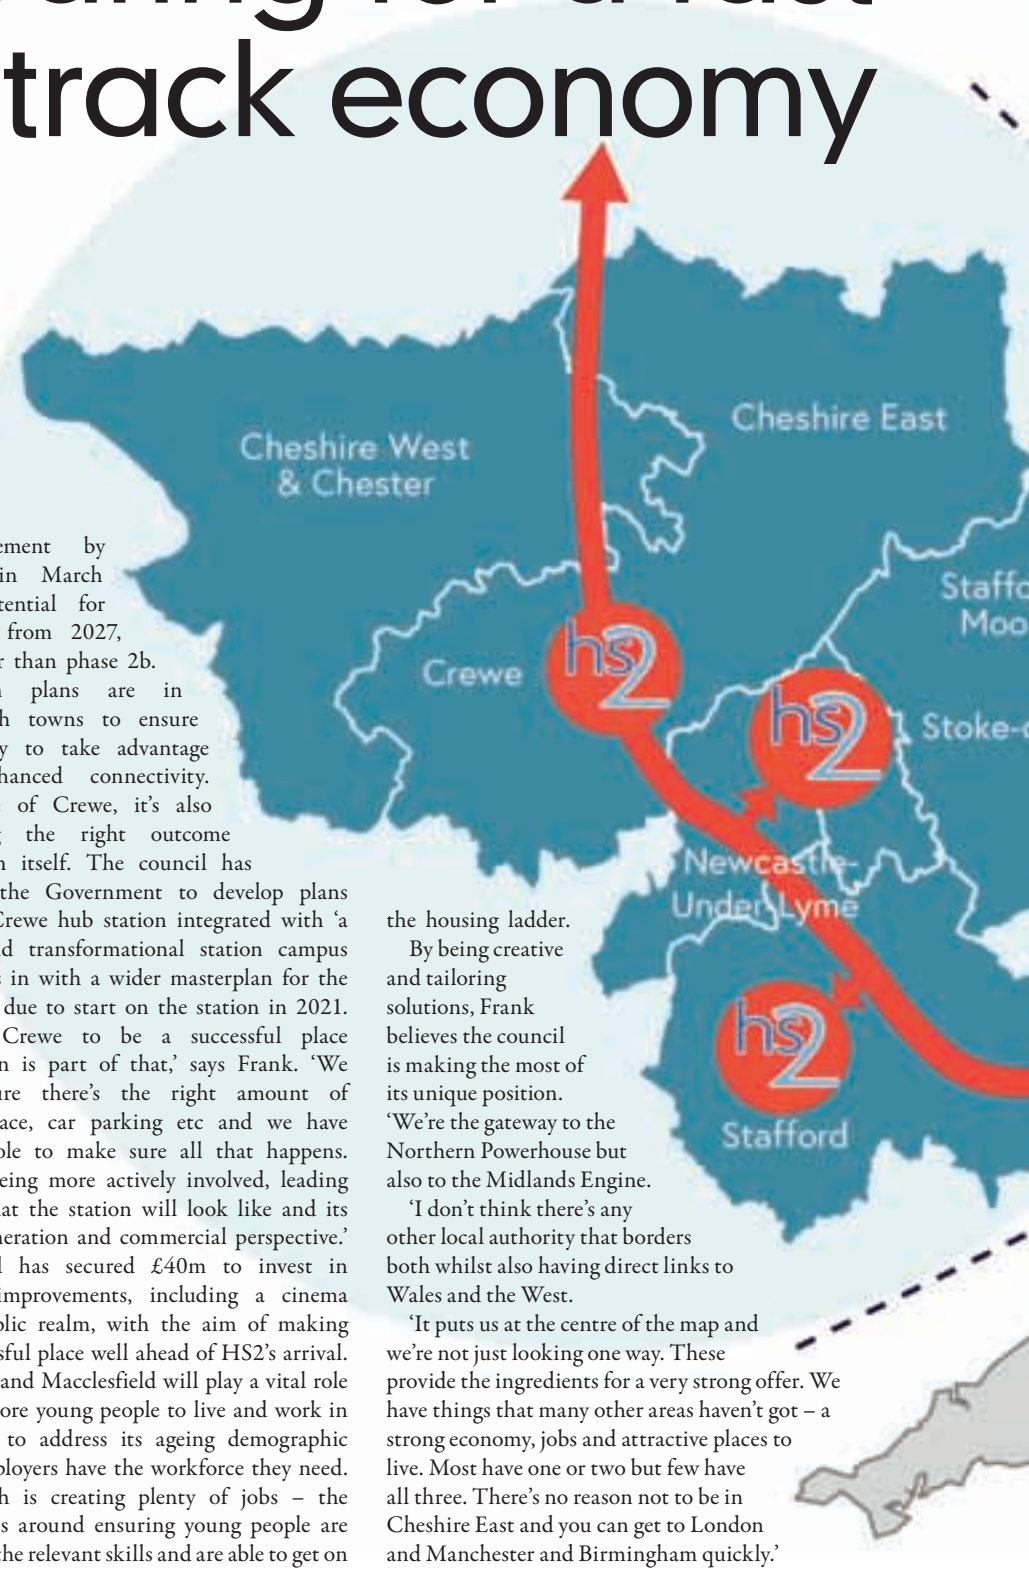 track economy
Cheshire West
& Chester
Cheshire East
Crewe
hs2
hs2
Newcastle-
Under-Lyme
hs2
Stafford
by
in March
for
from 2027,
than phase 2b.
plans are in
towns to ensure
to take advantage
connectivity.
of Crewe, it's also
the right outcome
itself. The council has
the Government to develop plans
Crewe hub station integrated with ‘a
transformational station campus
in with a wider masterplan for the
due to start on the station in 2021.
Crewe to be a successful place
is part of that,’ says Frank. ‘We
there’s the right amount of
car parking etc and we have
to make sure all that happens.
more actively involved, leading
the station will look like and its
and commercial perspective.’
has secured £40m to invest in
improvements, including a cinema
realm, with the aim of making
place well ahead of HS2’s arrival.
and Macclesfield will play a vital role
young people to live and work in
to address its ageing demographic
have the workforce they need.
is creating plenty of jobs – the
around ensuring young people are
the relevant skills and are able to get on
the housing ladder.
By being creative
and tailoring
solutions, Frank
believes the council
is making the most of
its unique position.
‘We’re the gateway to the
Northern Powerhouse but
also to the Midlands Engine.
‘I don’t think there’s any
other local authority that borders
both whilst also having direct links to
Wales and the West.
‘It puts us at the centre of the map and
we’re not just looking one way. These
provide the ingredients for a very strong offer. We
have things that many other areas haven’t got – a
strong economy, jobs and attractive places to
live. Most have one or two but few have
all three. There’s no reason not to be in
Cheshire East and you can get to London
and Manchester and Birmingham quickly.’